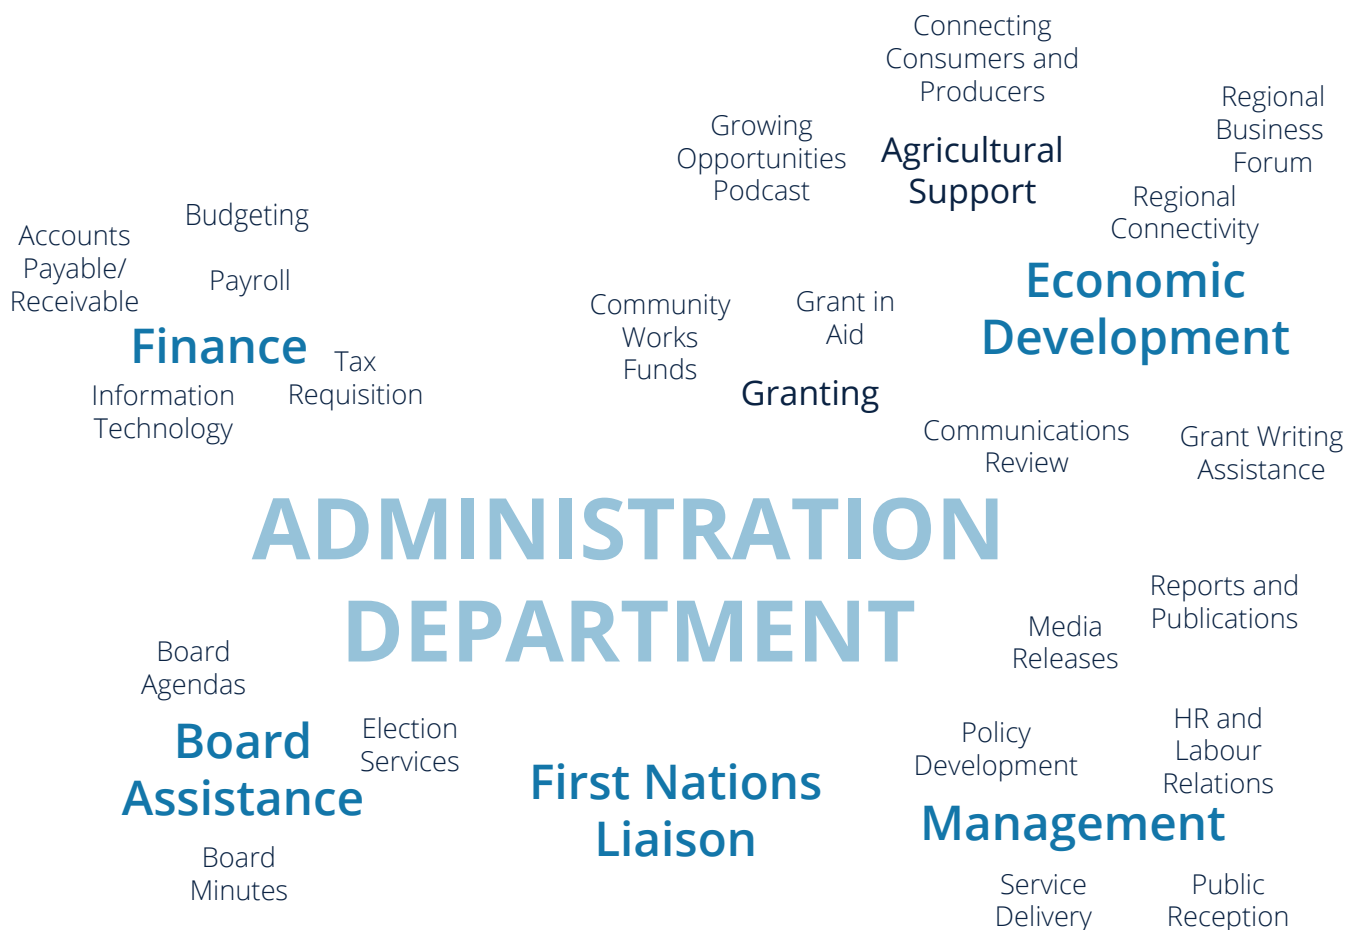 Connecting
Consumers and
Producers
Growing
Opportunities
Podcast
Agricultural
Support
Regional
Business
Forum
Regional
Connectivity
Economic
Development
Budgeting
Accounts
Payable/
Receivable
Payroll
Finance
Tax
Requisition
Information
Technology
Community
Works
Funds
Grant in
Aid
Granting
Communications
Review
Grant Writing
Assistance
ADMINISTRATION
DEPARTMENT
Board
Agendas
Board
Assistance
Election
Services
Board
Minutes
First Nations
Liaison
Reports and
Publications
Media
Releases
Policy
Development
HR and
Labour
Relations
Management
Service
Delivery
Public
Reception